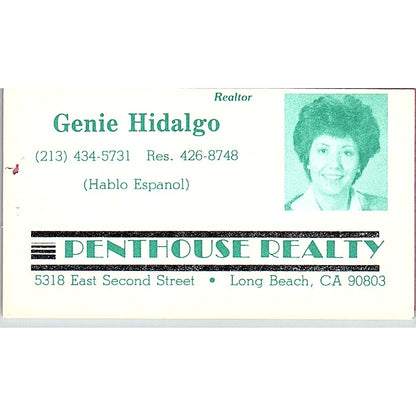 Realtor
Genie Hidalgo
(213) 434-5731 Res. 426-8748
(Hablo Espanol)
PENTHOUSE REALTY
5318 East Second Street • Long Beach, CA 90803